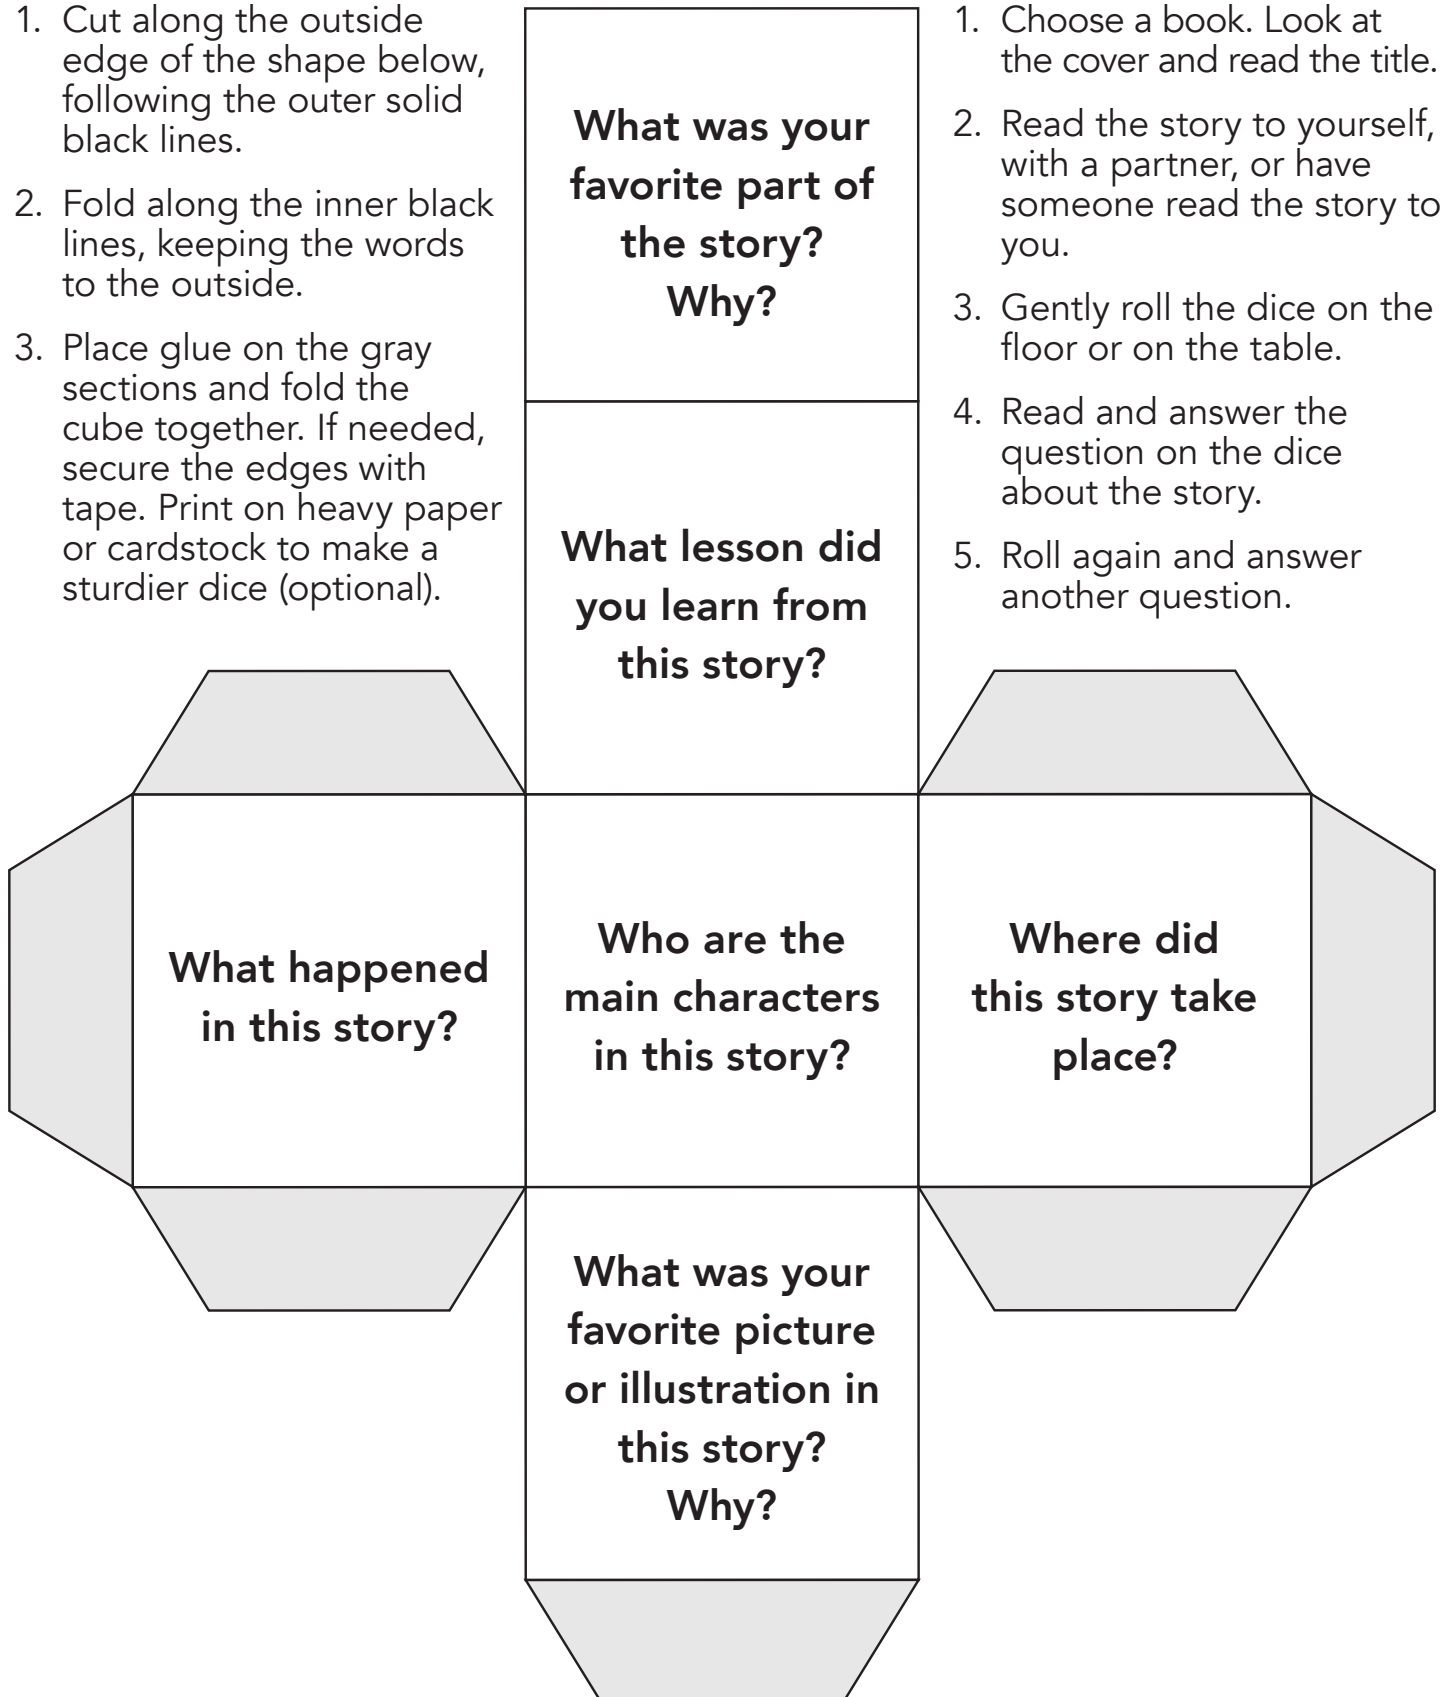 1. Cut along the outside
edge of the shape below,
following the outer solid
black lines.
2. Fold along the inner black
lines, keeping the words
to the outside.
3. Place glue on the gray
sections and fold the
cube together. If needed,
secure the edges with
tape. Print on heavy paper
or cardstock to make a
sturdier dice (optional).
What was your
favorite part of
the story?
Why?
What lesson did
you learn from
this story?
1. Choose a book. Look at
the cover and read the title.
2. Read the story to yourself,
with a partner, or have
someone read the story to
you.
3. Gently roll the dice on the
floor or on the table.
4. Read and answer the
question on the dice
about the story.
5. Roll again and answer
another question.
What happened
in this story?
Who are the
main characters
in this story?
Where did
this story take
place?
What was your
favorite picture
or illustration in
this story?
Why?